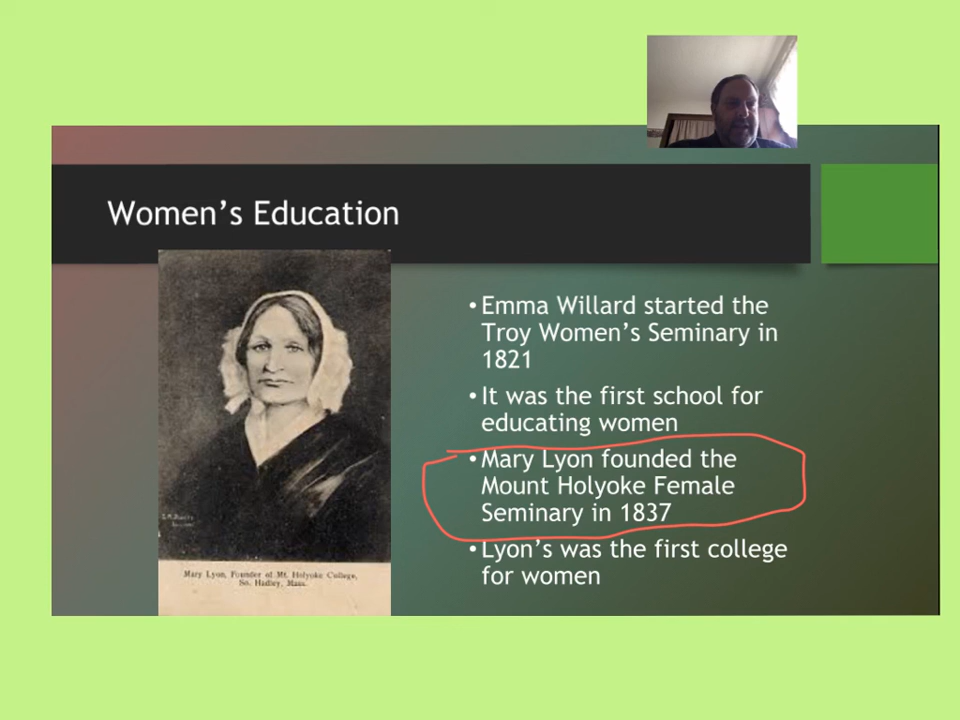 Women's Education
• Emma Willard started the
Troy Women's Seminary in
1821
• It was the first school for
educating women
• Mary Lyon founded the
Mount Holyoke Female
Seminary in 1837
• Lyon's was the first college
for women
Mary Lyon, Founder of Mt. Holyoke College,
So. Hadley, Mass.